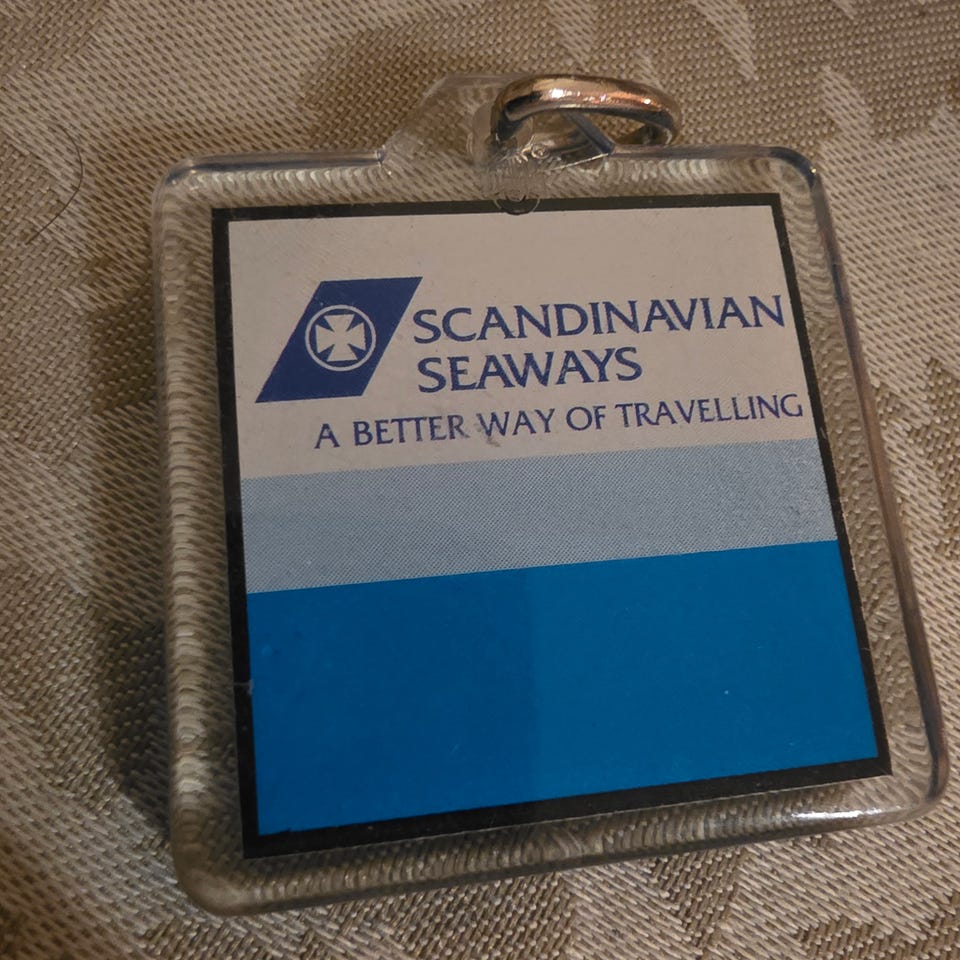 SCANDINAVIAN
SEAWAYS
A BETTER WAY OF TRAVELLING